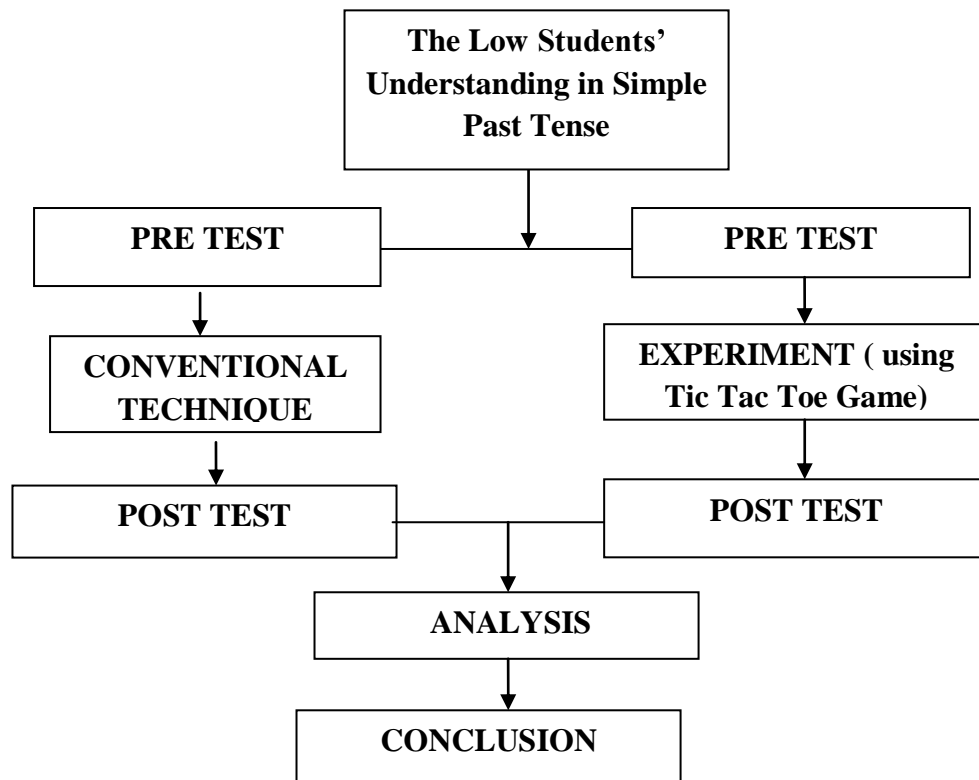 The Low Students’
Understanding in Simple
Past Tense
PRE TEST
PRE TEST
CONVENTIONAL
TECHNIQUE
EXPERIMENT ( using
Tic Tac Toe Game)
POST TEST
POST TEST
ANALYSIS
CONCLUSION